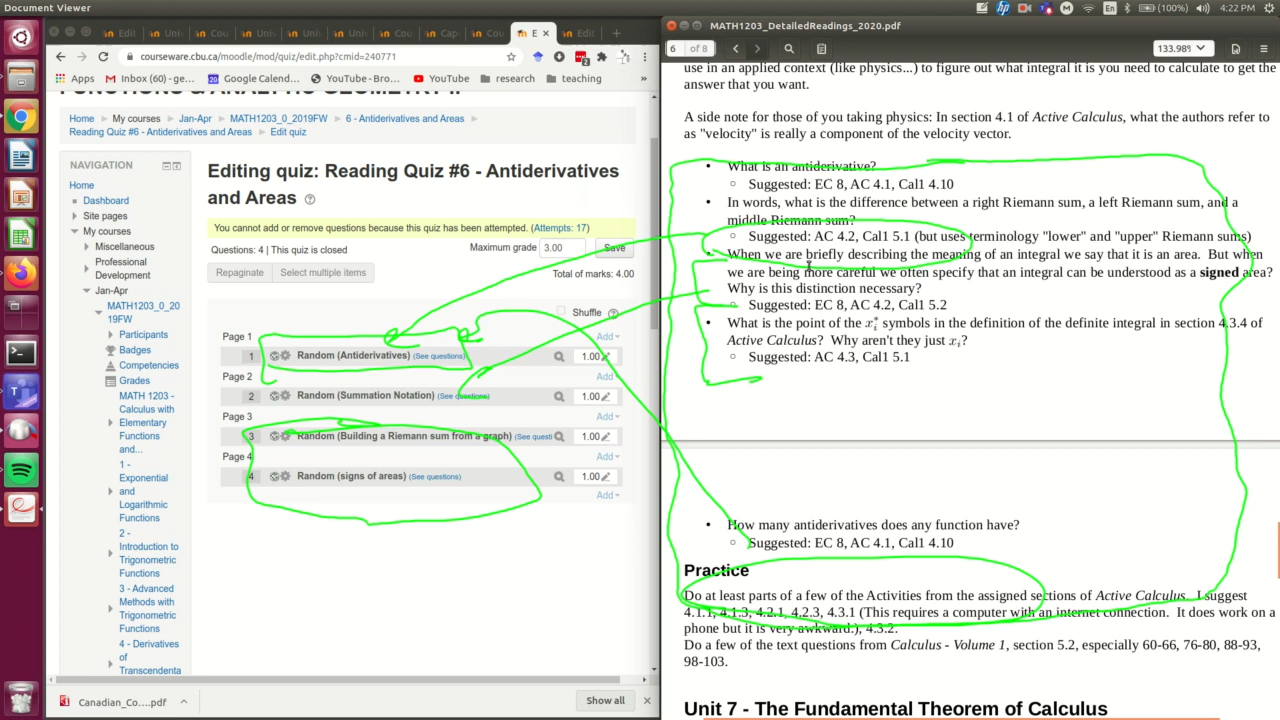 Document Viewer
(100%)
En
4:22 PM
Edit
Uni
Cou
Uni
Uni
Uni
Cou
Cap
Cou
E
Edit
courseware.cbu.ca/moodle/mod/quiz/edit.php?cmid=240771
Apps
Inbox (60) - ge...
Google Calend...
YouTube - Bro...
YouTube
research
teaching
FUNCTIONS & ANALYTIC GEOMETRY II
Home
My courses
Jan-Apr
MATH1203_0_2019FW
6 - Antiderivatives and Areas
Reading Quiz #6 - Antiderivatives and Areas
Edit quiz
NAVIGATION
Home
Dashboard
Site pages
My courses
Miscellaneous
Professional
Development
Jan-Apr
MATH1203_0_20
19FW
Participants
Badges
Competencies
Grades
MATH 1203 -
Calculus with
Elementary
Functions
and...
1 -
Exponential
and
Logarithmic
Functions
2 -
Introduction to
Trigonometric
Functions
3 - Advanced
Methods with
Trigonometric
Functions
4 - Derivatives
of
Transcendenta
Editing quiz: Reading Quiz #6 - Antiderivatives
and Areas
You cannot add or remove questions because this quiz has been attempted. (Attempts: 17)
Questions: 4 | This quiz is closed
Maximum grade 3.00 Save
Repaginate Select multiple items
Total of marks: 4.00
Shuffle
Page 1 Add
1 Random (Antiderivatives) (See questions) 1.00
Page 2 Add
2 Random (Summation Notation) (See questions) 1.00
Page 3 Add
3 Random (Building a Riemann sum from a graph) (See questi 1.00
Page 4 Add
4 Random (signs of areas) (See questions) 1.00
Add
Canadian_Co....pdf
Show all
MATH1203_DetailedReadings_2020.pdf
6 of 8
133.98%
use in an applied context (like physics...) to figure out what integral it is you need to calculate to get the
answer that you want.
A side note for those of you taking physics: In section 4.1 of Active Calculus, what the authors refer to
as "velocity" is really a component of the velocity vector.
• What is an antiderivative?
○ Suggested: EC 8, AC 4.1, Cal1 4.10
• In words, what is the difference between a right Riemann sum, a left Riemann sum, and a
middle Riemann sum?
○ Suggested: AC 4.2, Cal1 5.1 (but uses terminology "lower" and "upper" Riemann sums)
• When we are briefly describing the meaning of an integral we say that it is an area. But when
we are being more careful we often specify that an integral can be understood as a signed area?
Why is this distinction necessary?
○ Suggested: EC 8, AC 4.2, Cal1 5.2
• What is the point of the x_i^* symbols in the definition of the definite integral in section 4.3.4 of
Active Calculus? Why aren't they just x_i?
○ Suggested: AC 4.3, Cal1 5.1
• How many antiderivatives does any function have?
○ Suggested: EC 8, AC 4.1, Cal1 4.10
Practice
Do at least parts of a few of the Activities from the assigned sections of Active Calculus. I suggest
4.1.1, 4.1.3, 4.2.1, 4.2.3, 4.3.1 (This requires a computer with an internet connection. It does work on a
phone but it is very awkward.), 4.3.2.
Do a few of the text questions from Calculus - Volume 1, section 5.2, especially 60-66, 76-80, 88-93,
98-103.
Unit 7 - The Fundamental Theorem of Calculus